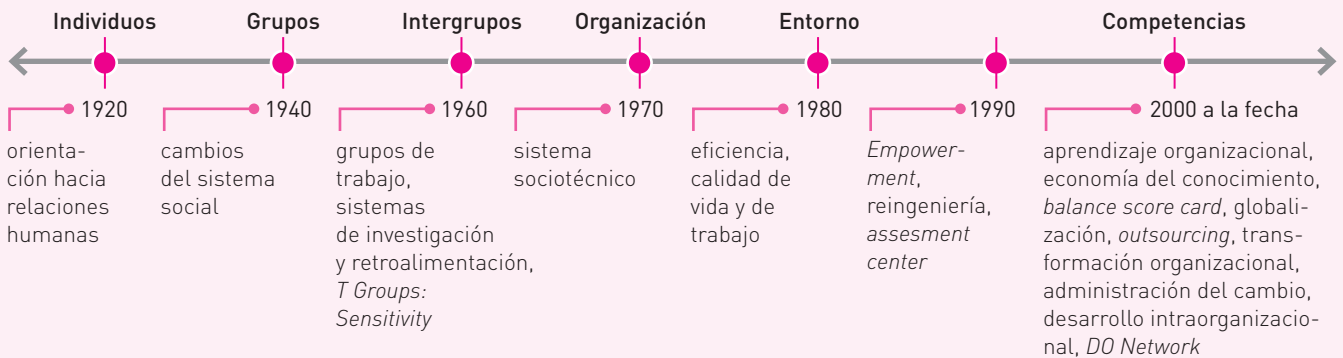 Individuos
Grupos
Intergrupos
Organización
Entorno
Competencias
1920
orienta-
ción hacia
relaciones
humanas
1940
cambios
del sistema
social
1960
grupos de
trabajo,
sistemas
de investigación
y retroalimentación,
T Groups:
Sensitivity
1970
sistema
sociotécnico
1980
eficiencia,
calidad de
vida y de
trabajo
1990
Empower-
ment,
reingeniería,
assesment
center
2000 a la fecha
aprendizaje organizacional,
economía del conocimiento,
balance score card, globali-
zación, outsourcing, trans-
formación organizacional,
administración del cambio,
desarrollo intraorganizacio-
nal, DO Network